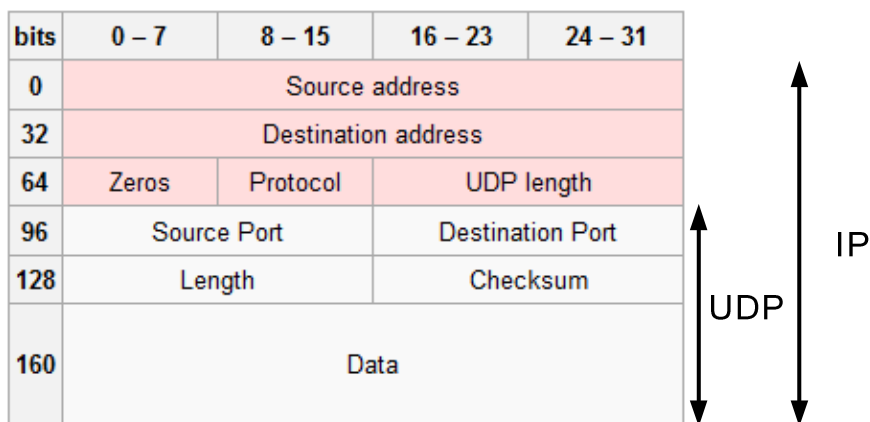 bits 0 – 7 8 – 15 16 – 23 24 – 31
0 Source address
32 Destination address
64 Zeros Protocol UDP length
96 Source Port Destination Port
128 Length Checksum
160 Data
UDP
IP